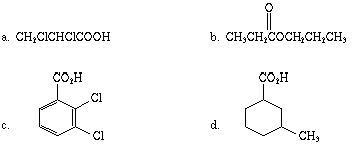 a. CH₂ClCHClCOOH
b. CH₃CH₂COCH₂CH₂CH₃
O
c.
CO₂H
Cl
Cl
d.
CO₂H
CH₃